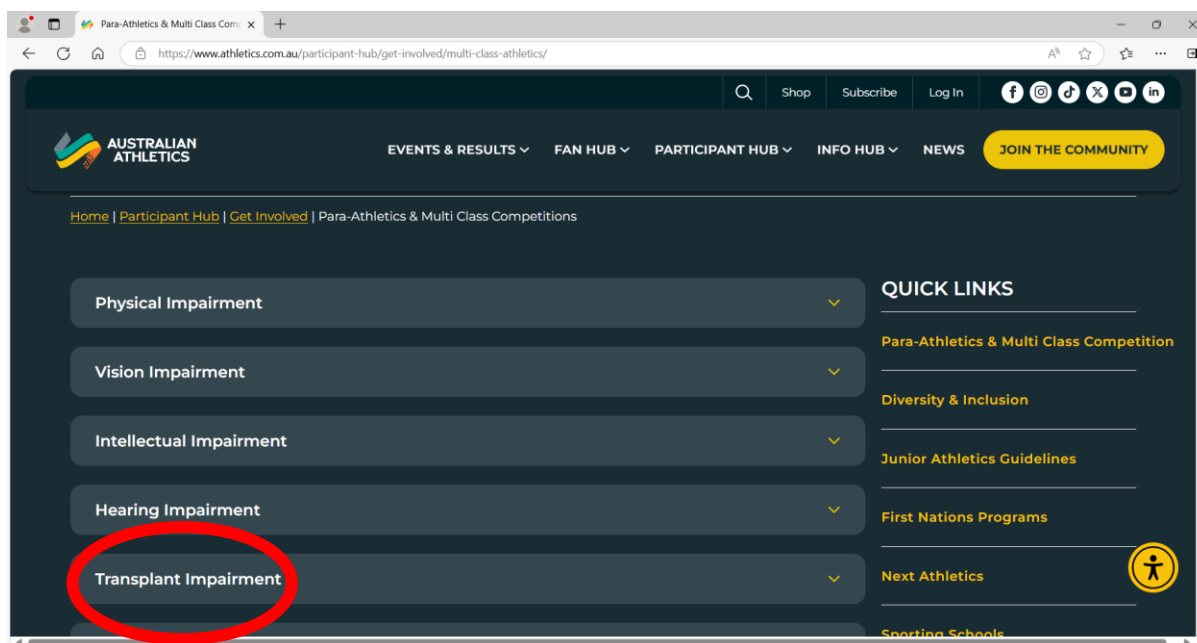 Para-Athletics & Multi Class Com
https://www.athletics.com.au/participant-hub/get-involved/multi-class-athletics/
Shop Subscribe Log In
AUSTRALIAN
ATHLETICS
EVENTS & RESULTS FAN HUB PARTICIPANT HUB INFO HUB NEWS JOIN THE COMMUNITY
Home | Participant Hub | Get Involved | Para-Athletics & Multi Class Competitions
Physical Impairment
Vision Impairment
Intellectual Impairment
Hearing Impairment
Transplant Impairment
QUICK LINKS
Para-Athletics & Multi Class Competition
Diversity & Inclusion
Junior Athletics Guidelines
First Nations Programs
Next Athletics
Sporting Schools